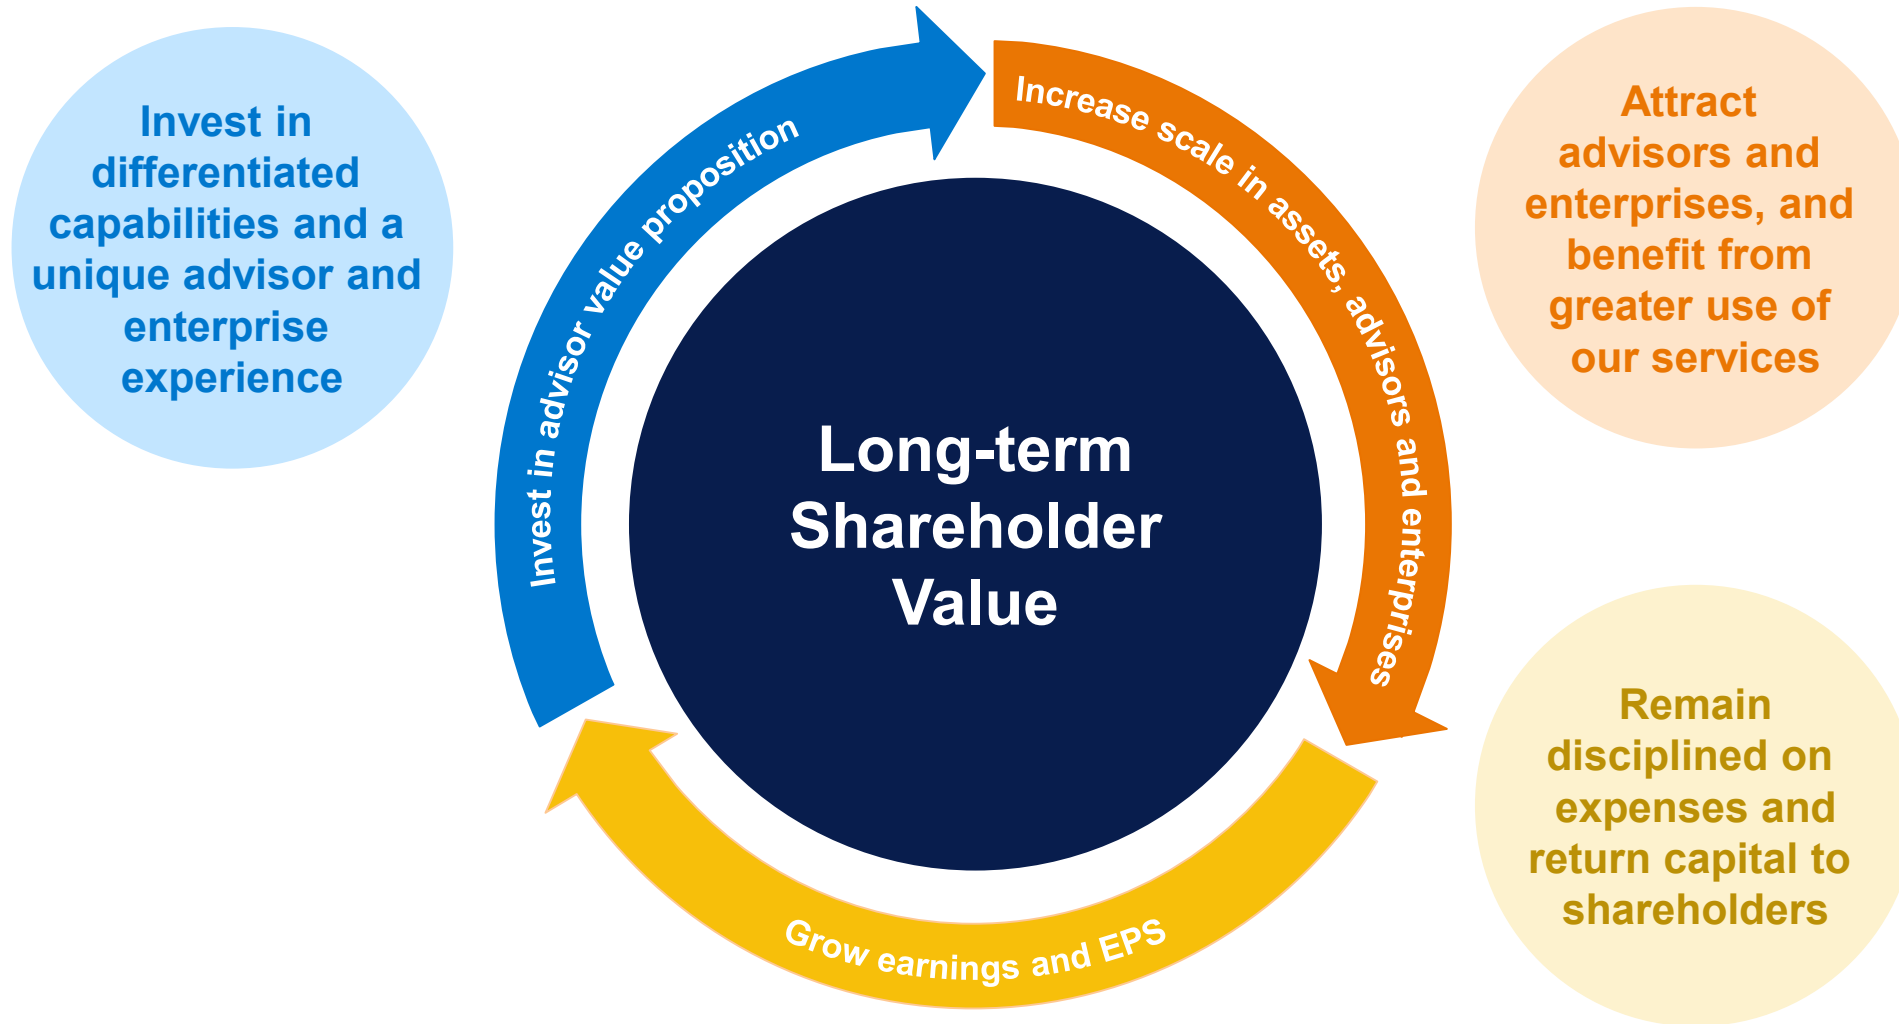 Invest in
differentiated
capabilities and a
unique advisor and
enterprise
experience
Invest in advisor value proposition
Increase scale in assets, advisors and enterprises
Grow earnings and EPS
Long-term
Shareholder
Value
Attract
advisors and
enterprises, and
benefit from
greater use of
our services
Remain
disciplined on
expenses and
return capital to
shareholders